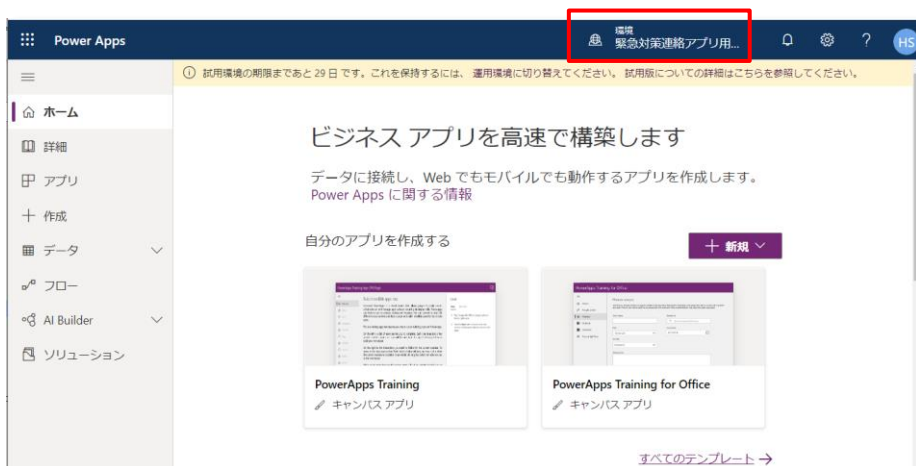 Power Apps
環境
緊急対策連絡アプリ用...
?
HS
試用環境の期限まであと 29 日 です。これを保持するには、 運用環境に切り替えてください。 試用版についての詳細はこちらを参照してください。
ホーム
詳細
アプリ
作成
データ
フロー
AI Builder
ソリューション
ビジネス アプリを高速で構築します
データに接続し、Web でもモバイルでも動作するアプリを作成します。
Power Apps に関する情報
自分のアプリを作成する
＋ 新規
PowerApps Training
キャンバス アプリ
PowerApps Training for Office
キャンバス アプリ
すべてのテンプレート →